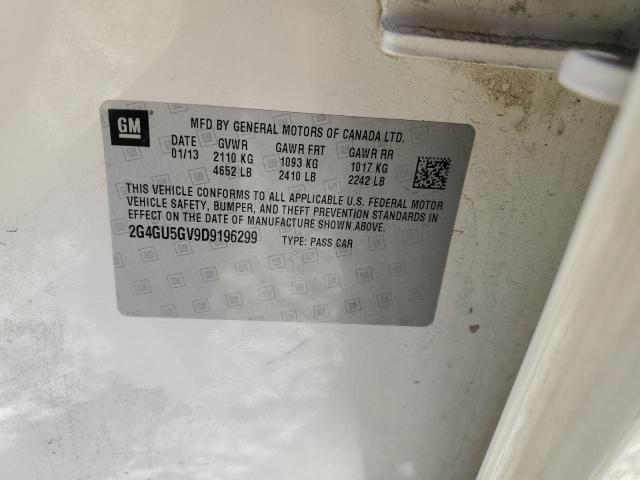 GM
MFD BY GENERAL MOTORS OF CANADA LTD.
DATE GVWR GAWR FRT GAWR RR
01/13 2110 KG 1093 KG 1017 KG
4652 LB 2410 LB 2242 LB
THIS VEHICLE CONFORMS TO ALL APPLICABLE U.S. FEDERAL MOTOR
VEHICLE SAFETY, BUMPER, AND THEFT PREVENTION STANDARDS IN
EFFECT ON THE DATE OF MANUFACTURE SHOWN ABOVE.
2G4GU5GV9D9196299 TYPE: PASS CAR